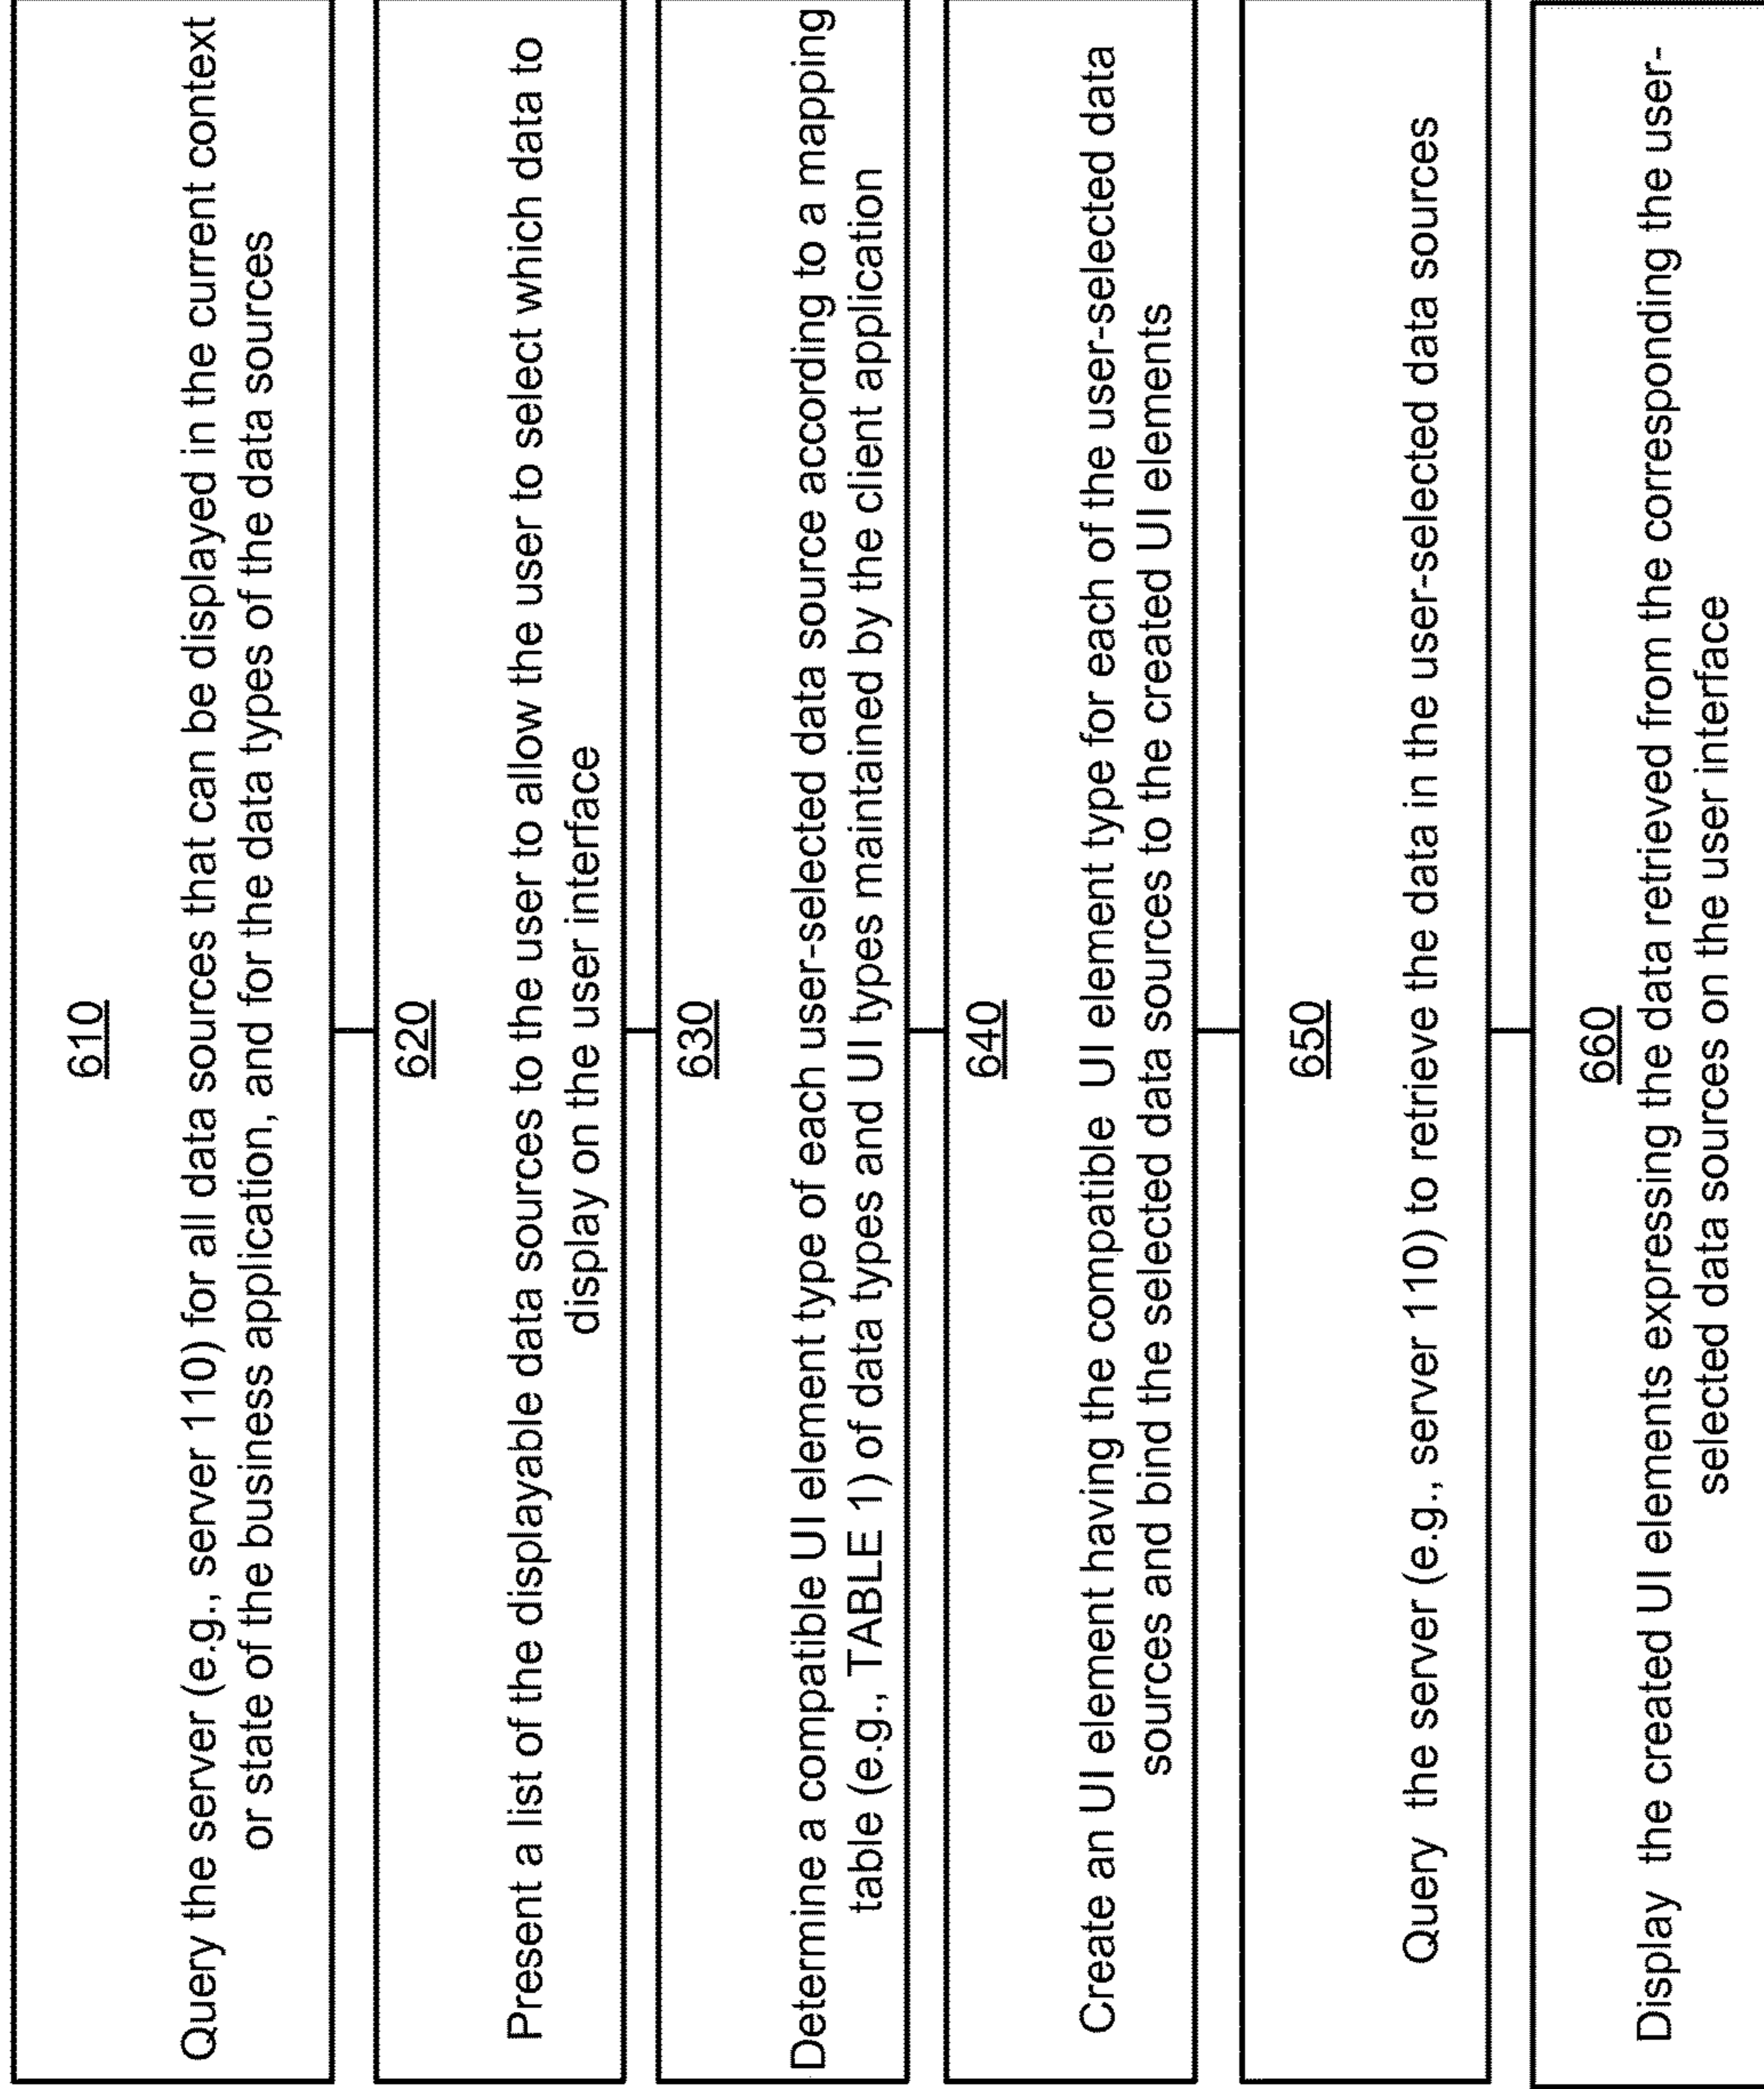 610
Query the server (e.g., server 110) for all data sources that can be displayed in the current context
or state of the business application, and for the data types of the data sources
620
Present a list of the displayable data sources to the user to allow the user to select which data to
display on the user interface
630
Determine a compatible UI element type of each user-selected data source according to a mapping
table (e.g., TABLE 1) of data types and UI types maintained by the client application
640
Create an UI element having the compatible UI element type for each of the user-selected data
sources and bind the selected data sources to the created UI elements
650
Query the server (e.g., server 110) to retrieve the data in the user-selected data sources
660
Display the created UI elements expressing the data retrieved from the corresponding the user-
selected data sources on the user interface